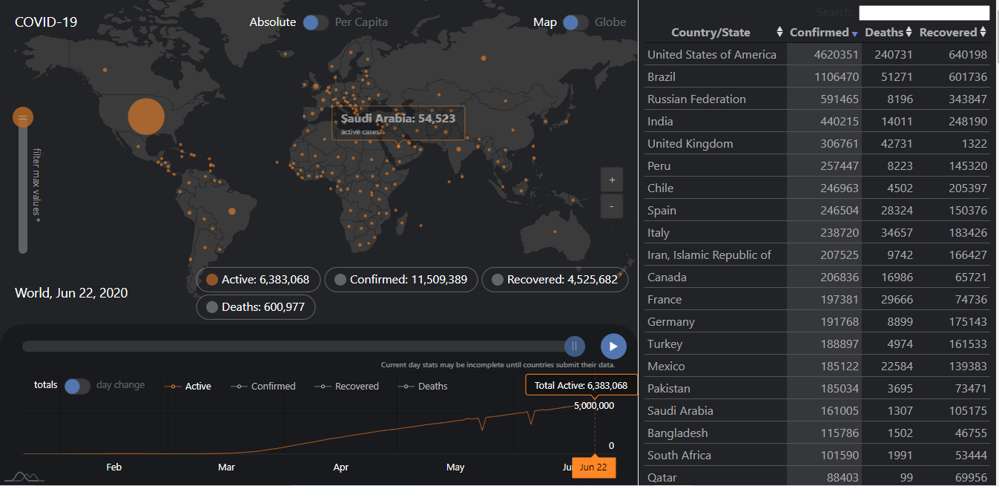 COVID-19
Absolute Per Capita
Map Globe
Saudi Arabia: 54,523
active cases
filter max values *
+
-
World, Jun 22, 2020
Active: 6,383,068
Confirmed: 11,509,389
Recovered: 4,525,682
Deaths: 600,977
Current day stats may be incomplete until countries submit their data.
totals day change
Active Confirmed Recovered Deaths
Total Active: 6,383,068
5,000,000
0
Feb Mar Apr May Ju Jun 22
Search:
Country/State Confirmed Deaths Recovered
United States of America 4620351 240731 640198
Brazil 1106470 51271 601736
Russian Federation 591465 8196 343847
India 440215 14011 248190
United Kingdom 306761 42731 1322
Peru 257447 8223 145320
Chile 246963 4502 205397
Spain 246504 28324 150376
Italy 238720 34657 183426
Iran, Islamic Republic of 207525 9742 166427
Canada 206836 16986 65721
France 197381 29666 74736
Germany 191768 8899 175143
Turkey 188897 4974 161533
Mexico 185122 22584 139383
Pakistan 185034 3695 73471
Saudi Arabia 161005 1307 105175
Bangladesh 115786 1502 46755
South Africa 101590 1991 53444
Qatar 88403 99 69956